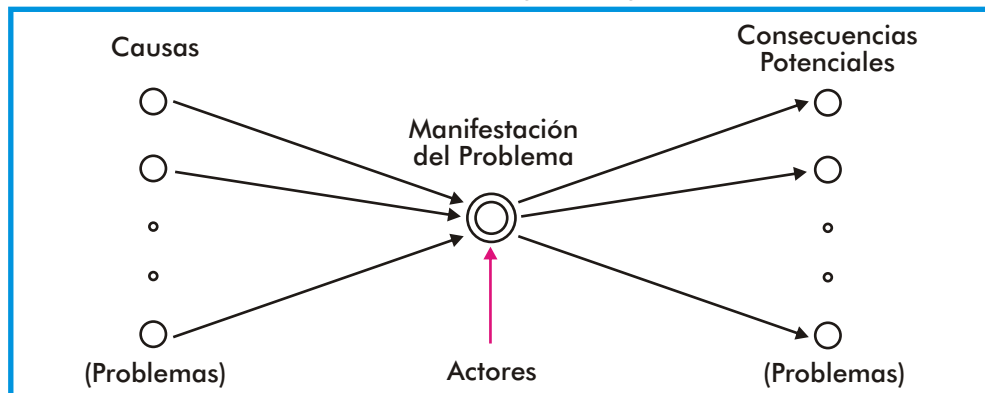 Causas
Consecuencias
Potenciales
Manifestación
del Problema
(Problemas)
Actores
(Problemas)